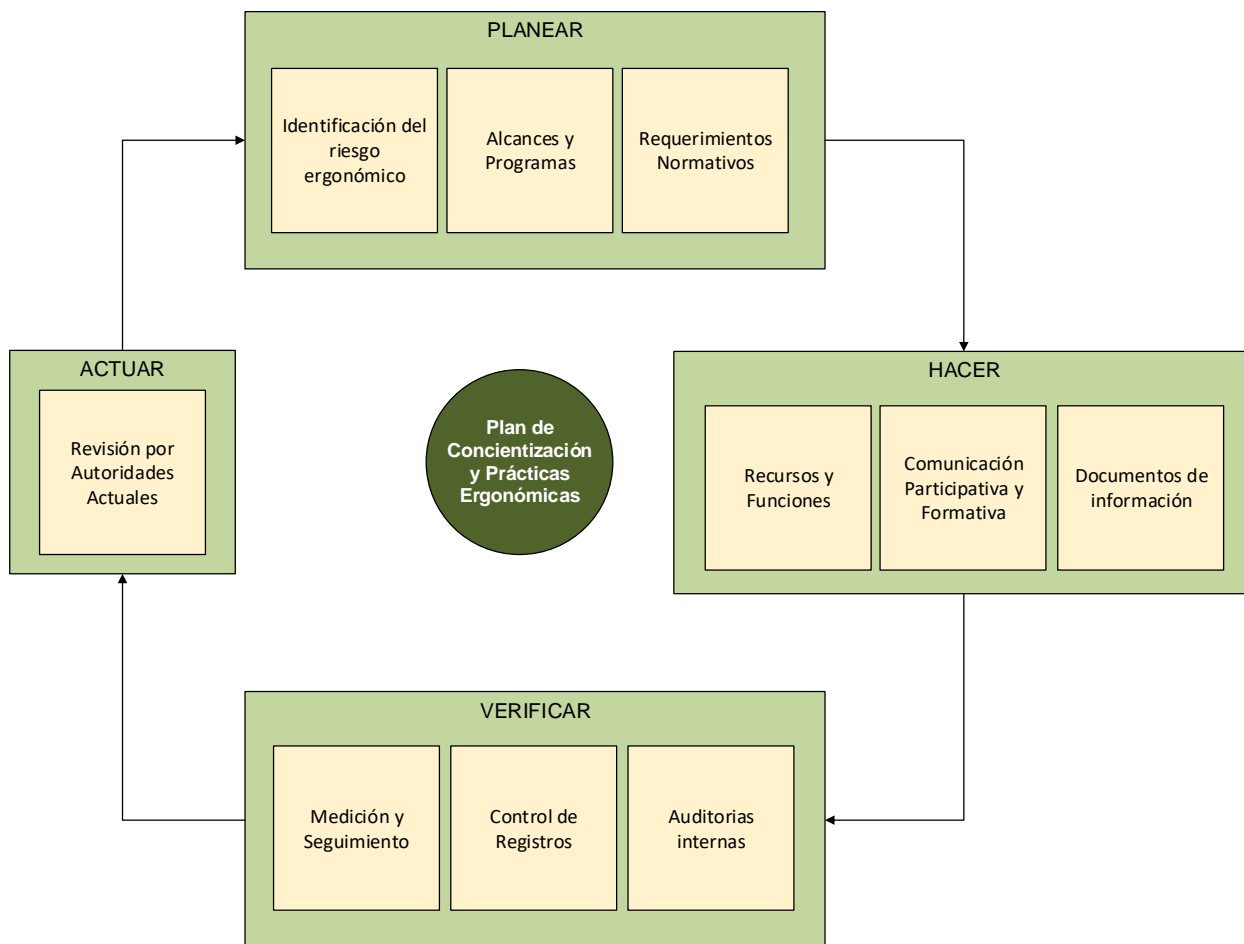 PLANEAR
Identificación del
riesgo
ergonómico
Alcances y
Programas
Requerimientos
Normativos
ACTUAR
Revisión por
Autoridades
Actuales
Plan de
Concientización
y Prácticas
Ergonómicas
HACER
Recursos y
Funciones
Comunicación
Participativa y
Formativa
Documentos de
información
VERIFICAR
Medición y
Seguimiento
Control de
Registros
Auditorias
internas